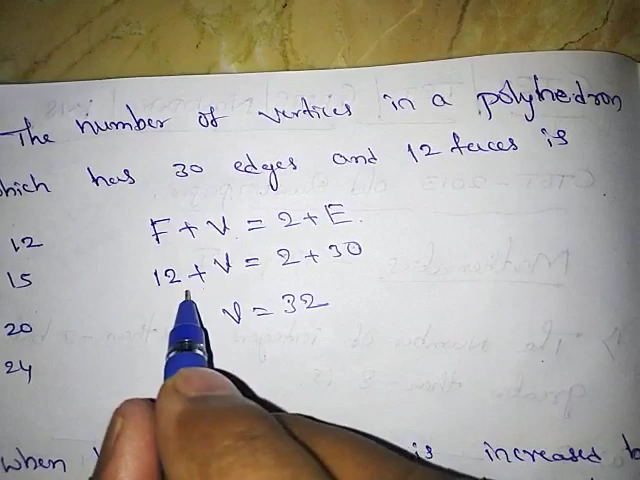 The number of vertices in a polyhedron
which has 30 edges and 12 faces is
12
F + V = 2 + E.
15
12 + V = 2 + 30
V = 32
20
24
when
is increased